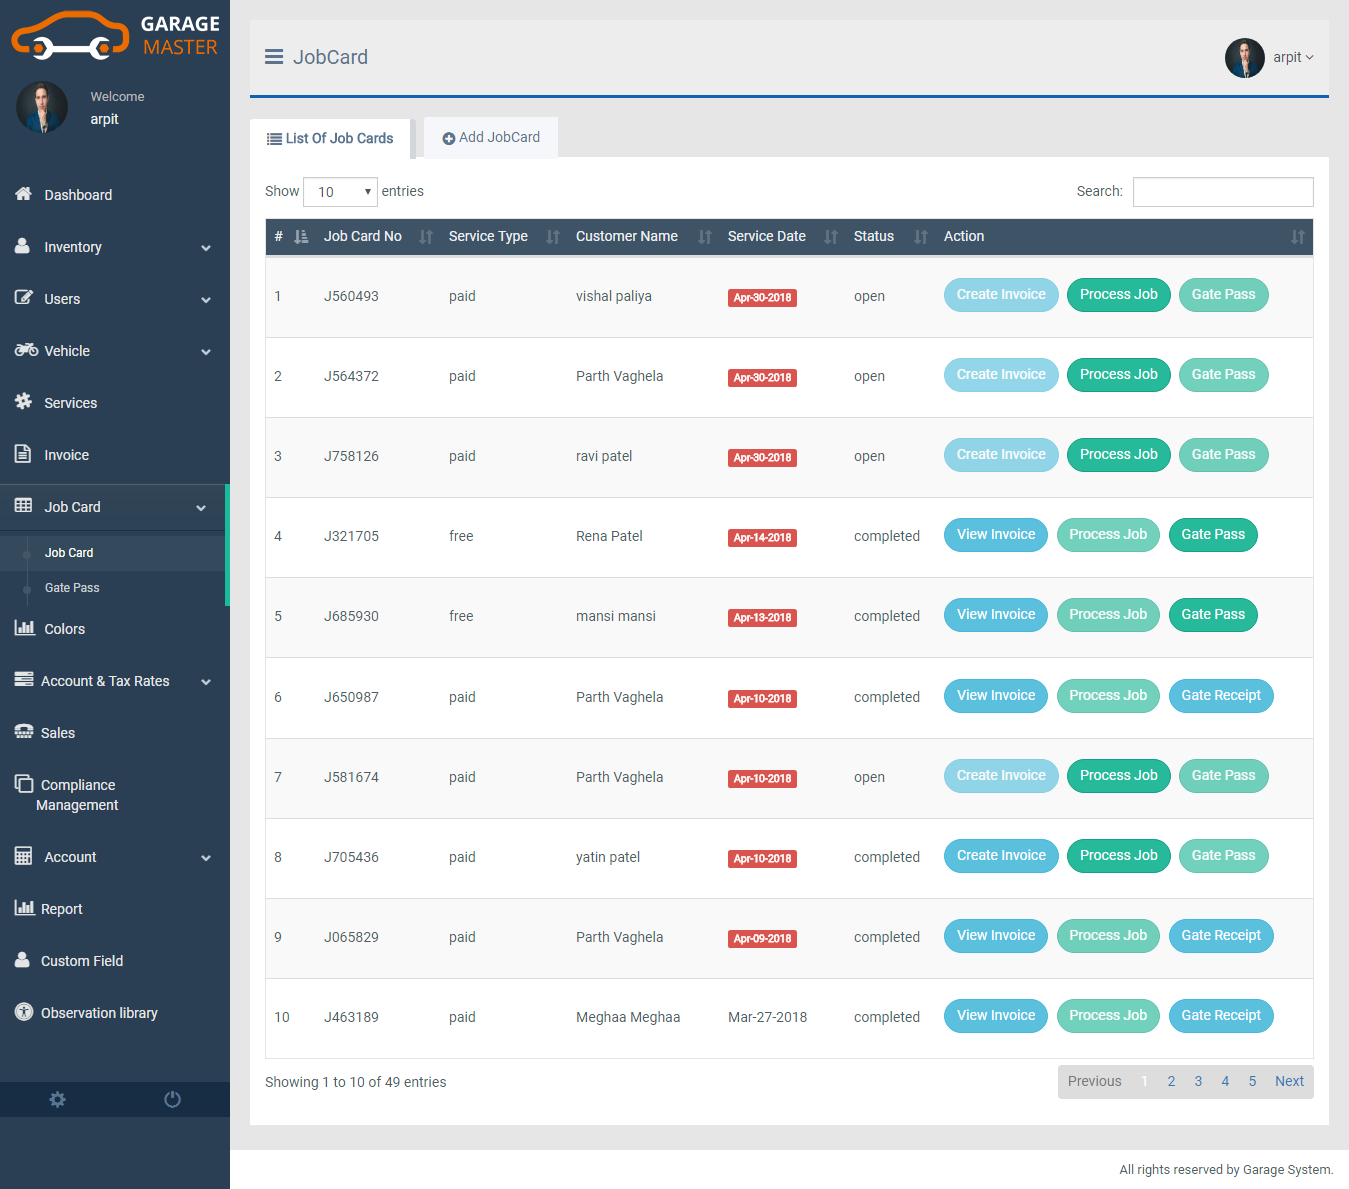 GARAGE
MASTER
Welcome
arpit
Dashboard
Inventory
Users
Vehicle
Services
Invoice
Job Card
Job Card
Gate Pass
Colors
Account & Tax Rates
Sales
Compliance
Management
Account
Report
Custom Field
Observation library
JobCard
arpit
List Of Job Cards
Add JobCard
Show 10 entries
Search:
# Job Card No Service Type Customer Name Service Date Status Action
1 J560493 paid vishal paliya Apr-30-2018 open Create Invoice Process Job Gate Pass
2 J564372 paid Parth Vaghela Apr-30-2018 open Create Invoice Process Job Gate Pass
3 J758126 paid ravi patel Apr-30-2018 open Create Invoice Process Job Gate Pass
4 J321705 free Rena Patel Apr-14-2018 completed View Invoice Process Job Gate Pass
5 J685930 free mansi mansi Apr-13-2018 completed View Invoice Process Job Gate Pass
6 J650987 paid Parth Vaghela Apr-10-2018 completed View Invoice Process Job Gate Receipt
7 J581674 paid Parth Vaghela Apr-10-2018 open Create Invoice Process Job Gate Pass
8 J705436 paid yatin patel Apr-10-2018 completed Create Invoice Process Job Gate Pass
9 J065829 paid Parth Vaghela Apr-09-2018 completed View Invoice Process Job Gate Receipt
10 J463189 paid Meghaa Meghaa Mar-27-2018 completed View Invoice Process Job Gate Receipt
Showing 1 to 10 of 49 entries
Previous 1 2 3 4 5 Next
All rights reserved by Garage System.